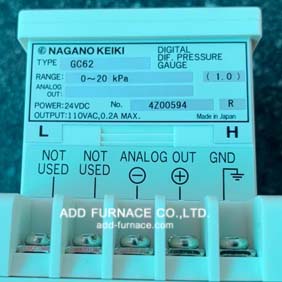 NAGANO KEIKI DIGITAL DIF. PRESSURE GAUGE
TYPE GC62
RANGE: 0~20 kPa (1.0)
ANALOG OUT:
POWER:24VDC No. 4Z00594 R
OUTPUT:110VAC,0.2A MAX. Made in Japan
L H
NOT USED NOT USED ANALOG OUT GND
⊖ ⊕
ADD FURNACE CO.,LTD.
add-furnace.com